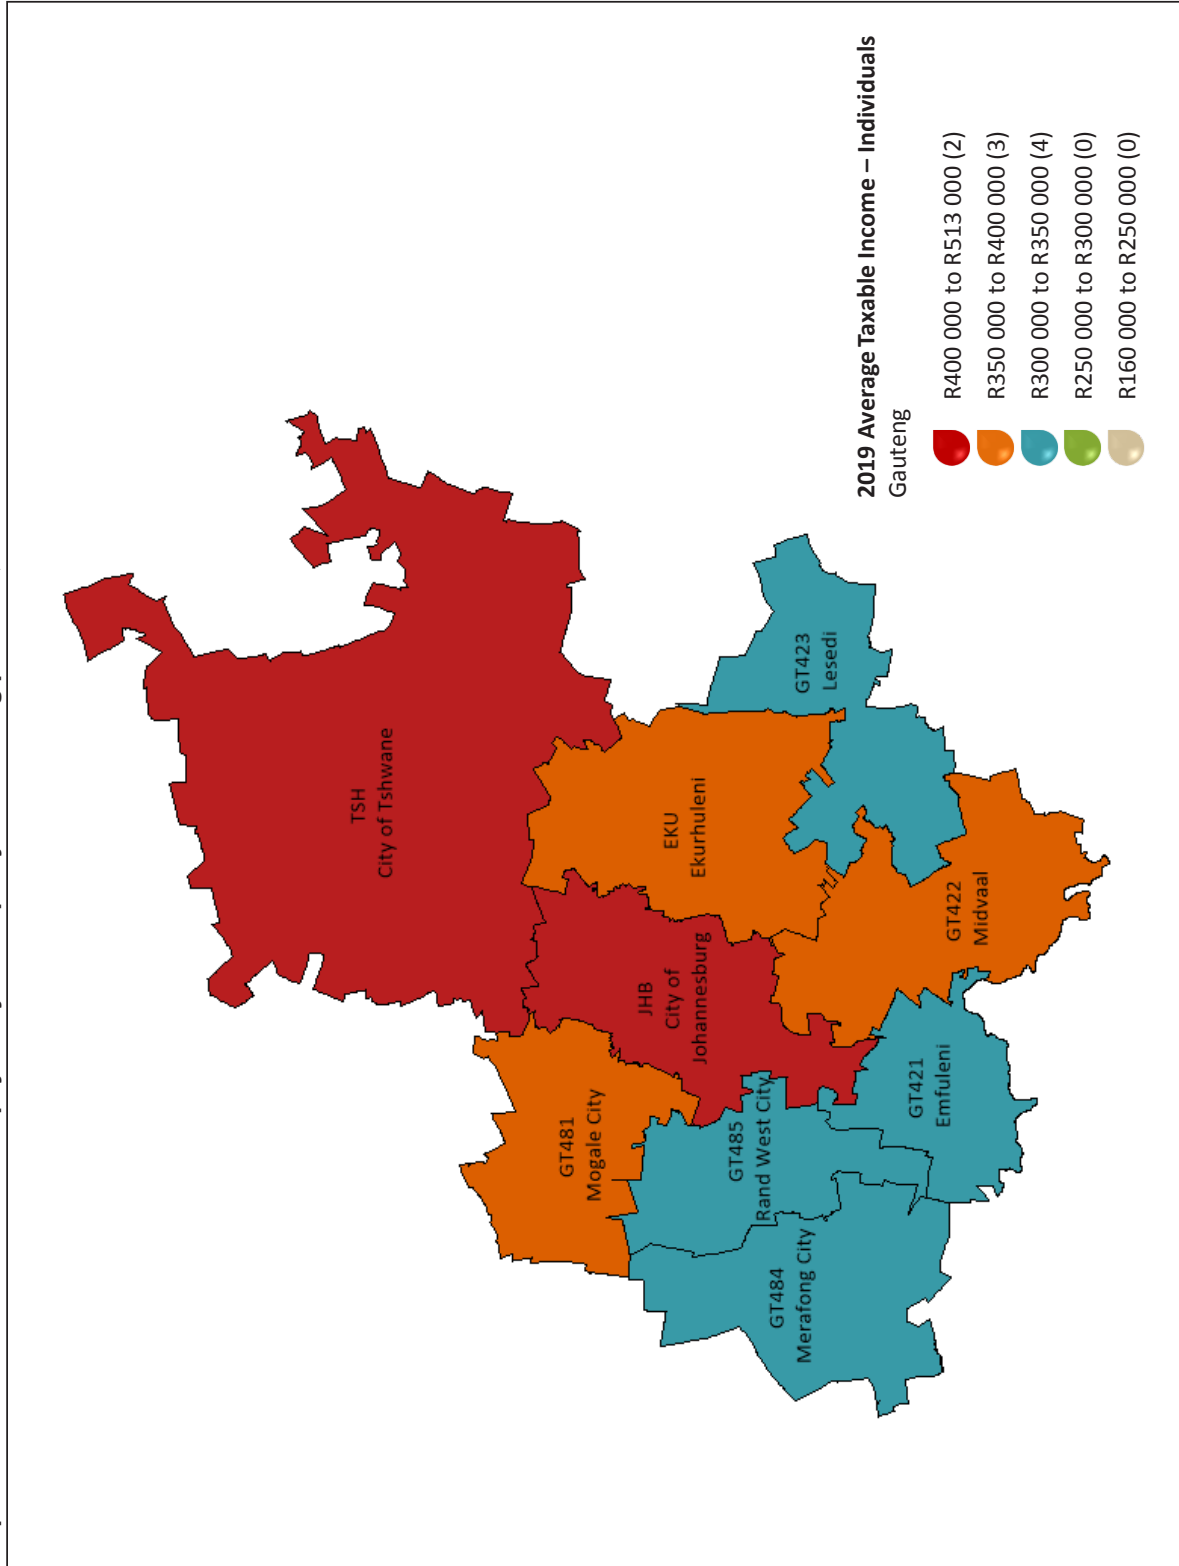 TSH
City of Tshwane
GT481
Mogale City
JHB
City of
Johannesburg
EKU
Ekurhuleni
GT485
Rand West City
GT484
Merafong City
GT423
Lesedi
GT421
Emfuleni
GT422
Midvaal
2019 Average Taxable Income – Individuals
Gauteng
R400 000 to R513 000 (2)
R350 000 to R400 000 (3)
R300 000 to R350 000 (4)
R250 000 to R300 000 (0)
R160 000 to R250 000 (0)